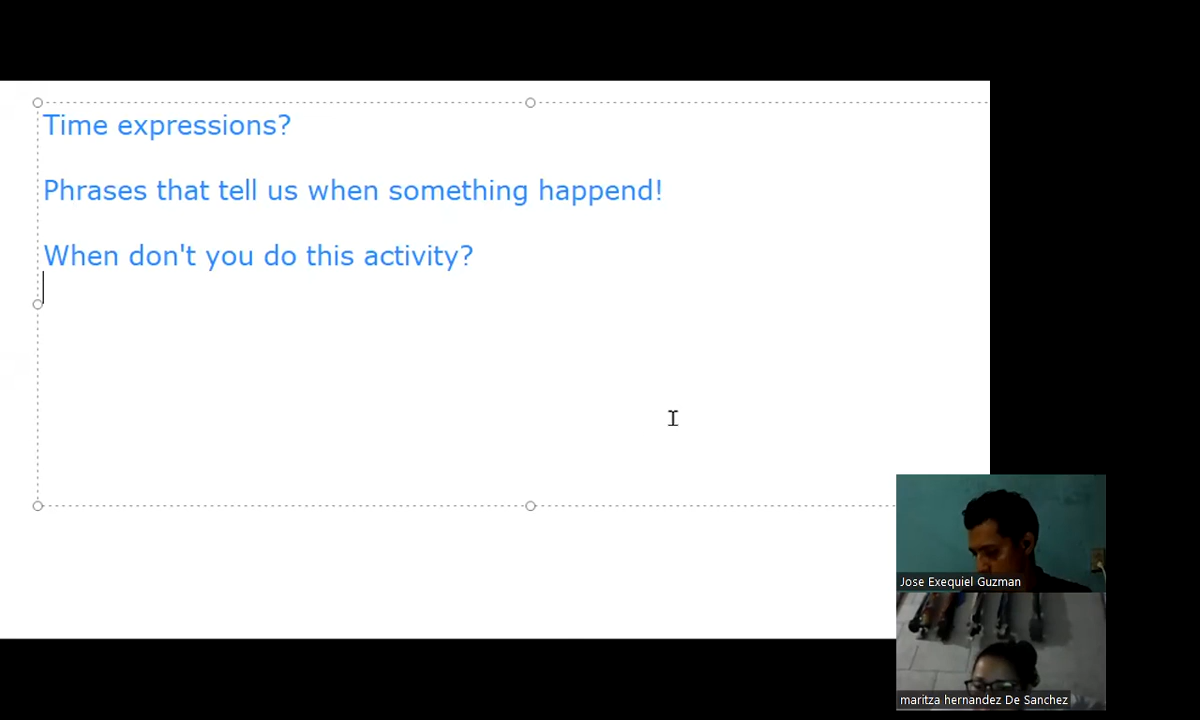 Time expressions?
Phrases that tell us when something happend!
When don't you do this activity?
Jose Exequiel Guzman
maritza hernandez De Sanchez